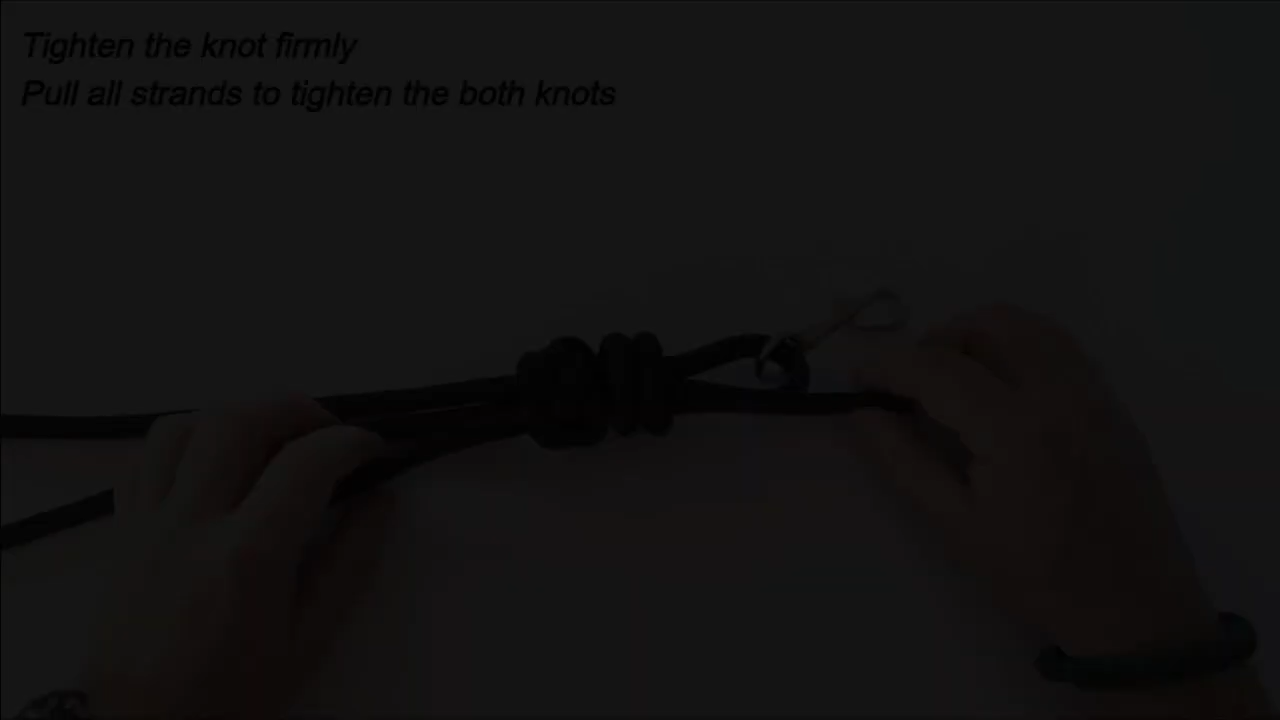 Tighten the knot firmly
Pull all strands to tighten the both knots